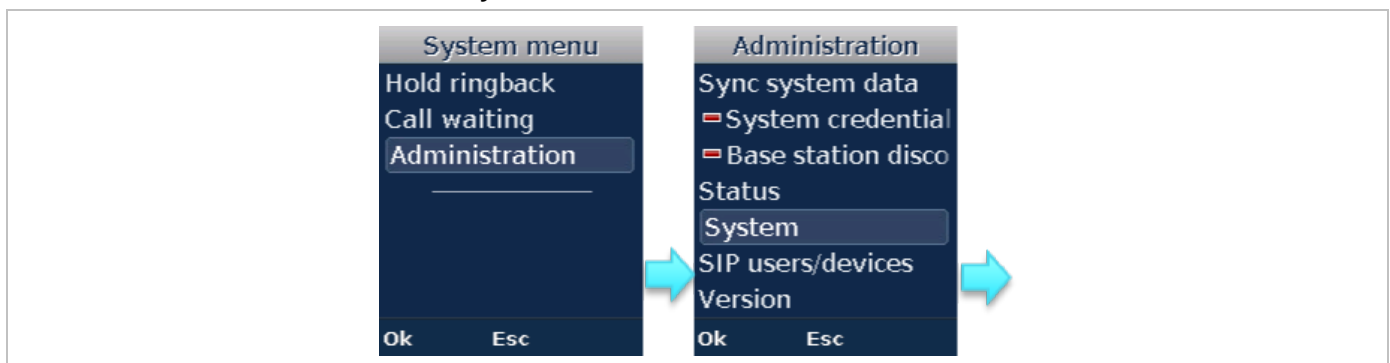 System menu
Hold ringback
Call waiting
Administration
Ok Esc
Administration
Sync system data
System credential
Base station disco
Status
System
SIP users/devices
Version
Ok Esc